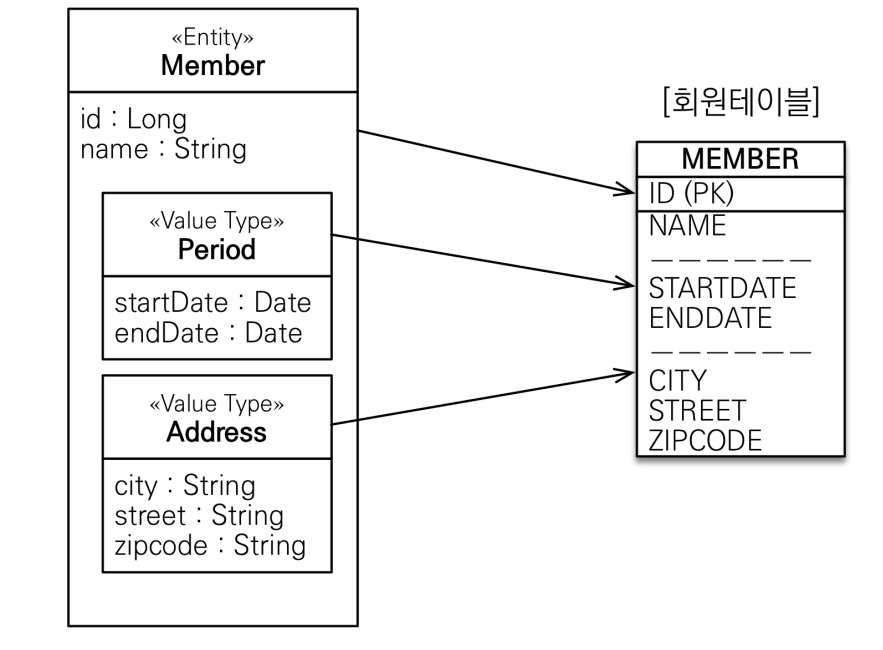 «Entity»
Member
id : Long
name : String
«Value Type»
Period
startDate : Date
endDate : Date
«Value Type»
Address
city : String
street : String
zipcode : String
[회원테이블]
MEMBER
ID (PK)
NAME
STARTDATE
ENDDATE
CITY
STREET
ZIPCODE